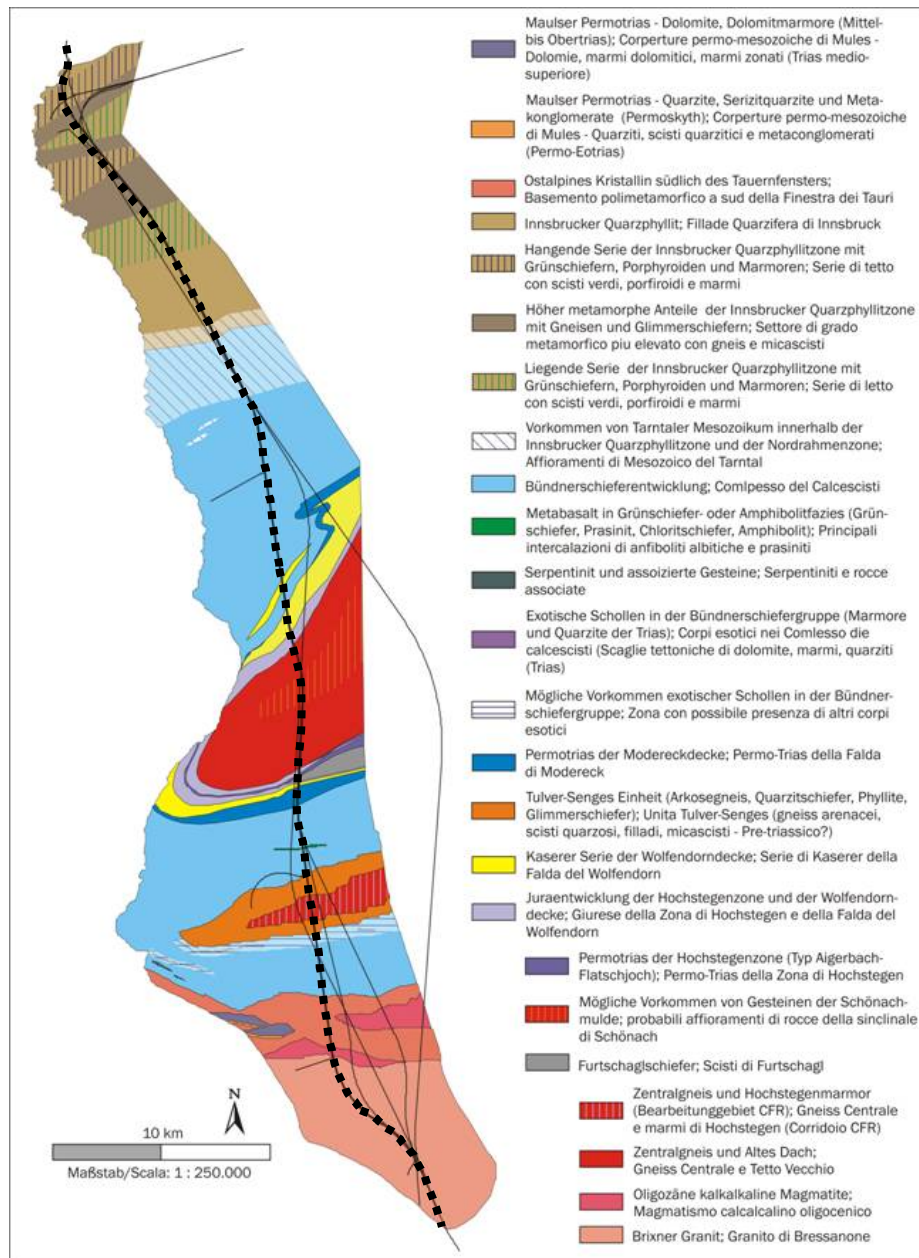 Maulser Permotrias - Dolomite, Dolomitmarmore (Mittel-
bis Obertrias); Corperture permo-mesozoiche di Mules -
Dolomie, marmi dolomitici, marmi zonati (Trias medio-
superiore)
Maulser Permotrias - Quarzite, Serizitquarzite und Meta-
konglomerate (Permoskyth); Corperture permo-mesozoiche
di Mules - Quarziti, scisti quarzitici e metaconglomerati
(Permo-Eotrias)
Ostalpines Kristallin südlich des Tauernfensters;
Basemento polimetamorfico a sud della Finestra dei Tauri
Innsbrucker Quarzphyllit; Fillade Quarzifera di Innsbruck
Hangende Serie der Innsbrucker Quarzphyllitzone mit
Grünschiefern, Porphyroiden und Marmoren; Serie di tetto
con scisti verdi, porfiroidi e marmi
Höher metamorphe Anteile der Innsbrucker Quarzphyllitzone
mit Gneisen und Glimmerschiefern; Settore di grado
metamorfico piu elevato con gneis e micascisti
Liegende Serie der Innsbrucker Quarzphyllitzone mit
Grünschiefern, Porphyroiden und Marmoren; Serie di letto
con scisti verdi, porfiroidi e marmi
Vorkommen von Tarntaler Mesozoikum innerhalb der
Innsbrucker Quarzphyllitzone und der Nordrahmenzone;
Affioramenti di Mesozoico del Tarntal
Bündnerschieferentwicklung; Comlpesso del Calcescisti
Metabasalt in Grünschiefer- oder Amphibolitfazies (Grün-
schiefer, Prasinit, Chloritschiefer, Amphibolit); Principali
intercalazioni di anfiboliti albitiche e prasiniti
Serpentinit und assoizierte Gesteine; Serpentiniti e rocce
associate
Exotische Schollen in der Bündnerschiefergruppe (Marmore
und Quarzite der Trias); Corpi esotici nei Comlesso die
calcescisti (Scaglie tettoniche di dolomite, marmi, quarziti
(Trias)
Mögliche Vorkommen exotischer Schollen in der Bündner-
schiefergruppe; Zona con possibile presenza di altri corpi
esotici
Permotrias der Modereckdecke; Permo-Trias della Falda
di Modereck
Tulver-Senges Einheit (Arkosegneis, Quarzitschiefer, Phyllite,
Glimmerschiefer); Unita Tulver-Senges (gneiss arenacei,
scisti quarzosi, filladi, micascisti - Pre-triassico?)
Kaserer Serie der Wolfendorndecke; Serie di Kaserer della
Falda del Wolfendorn
Juraentwicklung der Hochstegenzone und der Wolfendorn-
decke; Giurese della Zona di Hochstegen e della Falda del
Wolfendorn
Permotrias der Hochstegenzone (Typ Aigerbach-
Flatschjoch); Permo-Trias della Zona di Hochstegen
Mögliche Vorkommen von Gesteinen der Schönach-
mulde; probabili affioramenti di rocce della sinclinale
di Schönach
Furtschaglschiefer; Scisti di Furtschagl
Zentralgneis und Hochstegenmarmor
(Bearbeitunggebiet CFR); Gneiss Centrale
e marmi di Hochstegen (Corridoio CFR)
Zentralgneis und Altes Dach;
Gneiss Centrale e Tetto Vecchio
Oligozäne kalkalkaline Magmatite;
Magmatismo calcalcalino oligocenico
Brixner Granit; Granito di Bressanone
N
10 km
Maßstab/Scala: 1 : 250.000